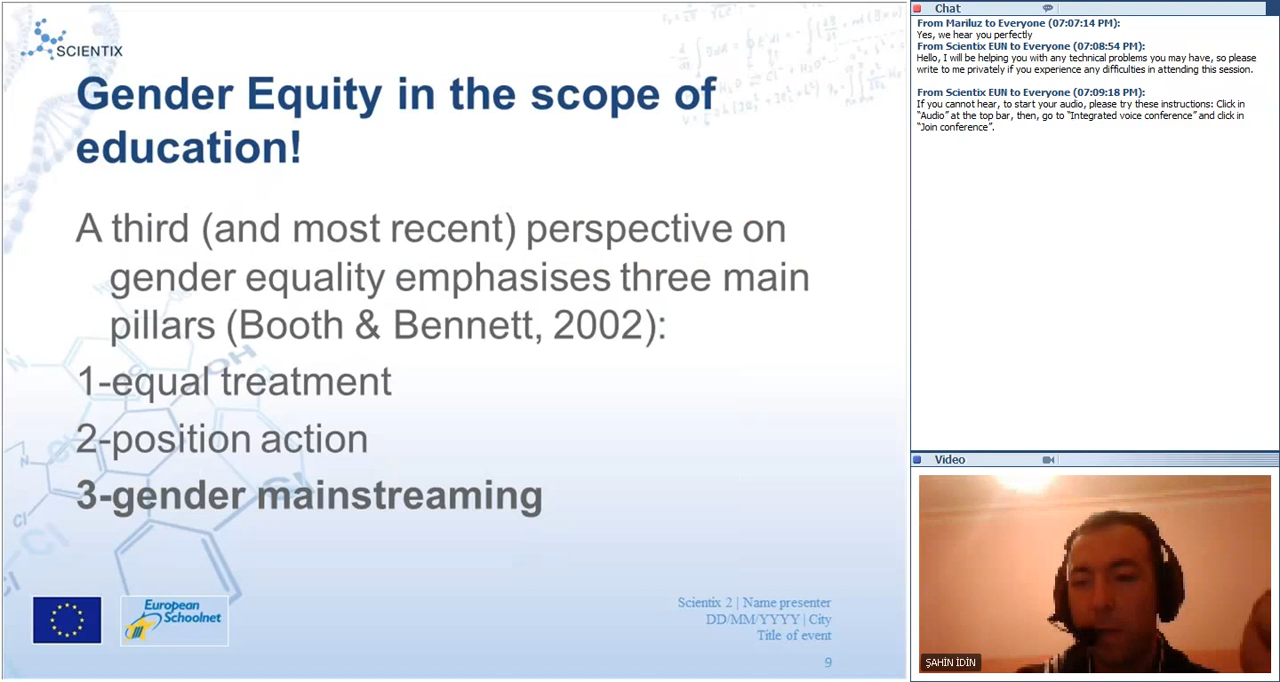 SCIENTIX
Gender Equity in the scope of
education!
A third (and most recent) perspective on
gender equality emphasises three main
pillars (Booth & Bennett, 2002):
1-equal treatment
2-position action
3-gender mainstreaming
European
Schoolnet
Scientix 2 | Name presenter
DD/MM/YYYY | City
Title of event
9
Chat
From Mariluz to Everyone (07:07:14 PM):
Yes, we hear you perfectly
From Scientix EUN to Everyone (07:08:54 PM):
Hello, I will be helping you with any technical problems you may have, so please
write to me privately if you experience any difficulties in attending this session.
From Scientix EUN to Everyone (07:09:18 PM):
If you cannot hear, to start your audio, please try these instructions: Click in
“Audio” at the top bar, then, go to “Integrated voice conference” and click in
“Join conference”.
Video
ŞAHİN İDİN